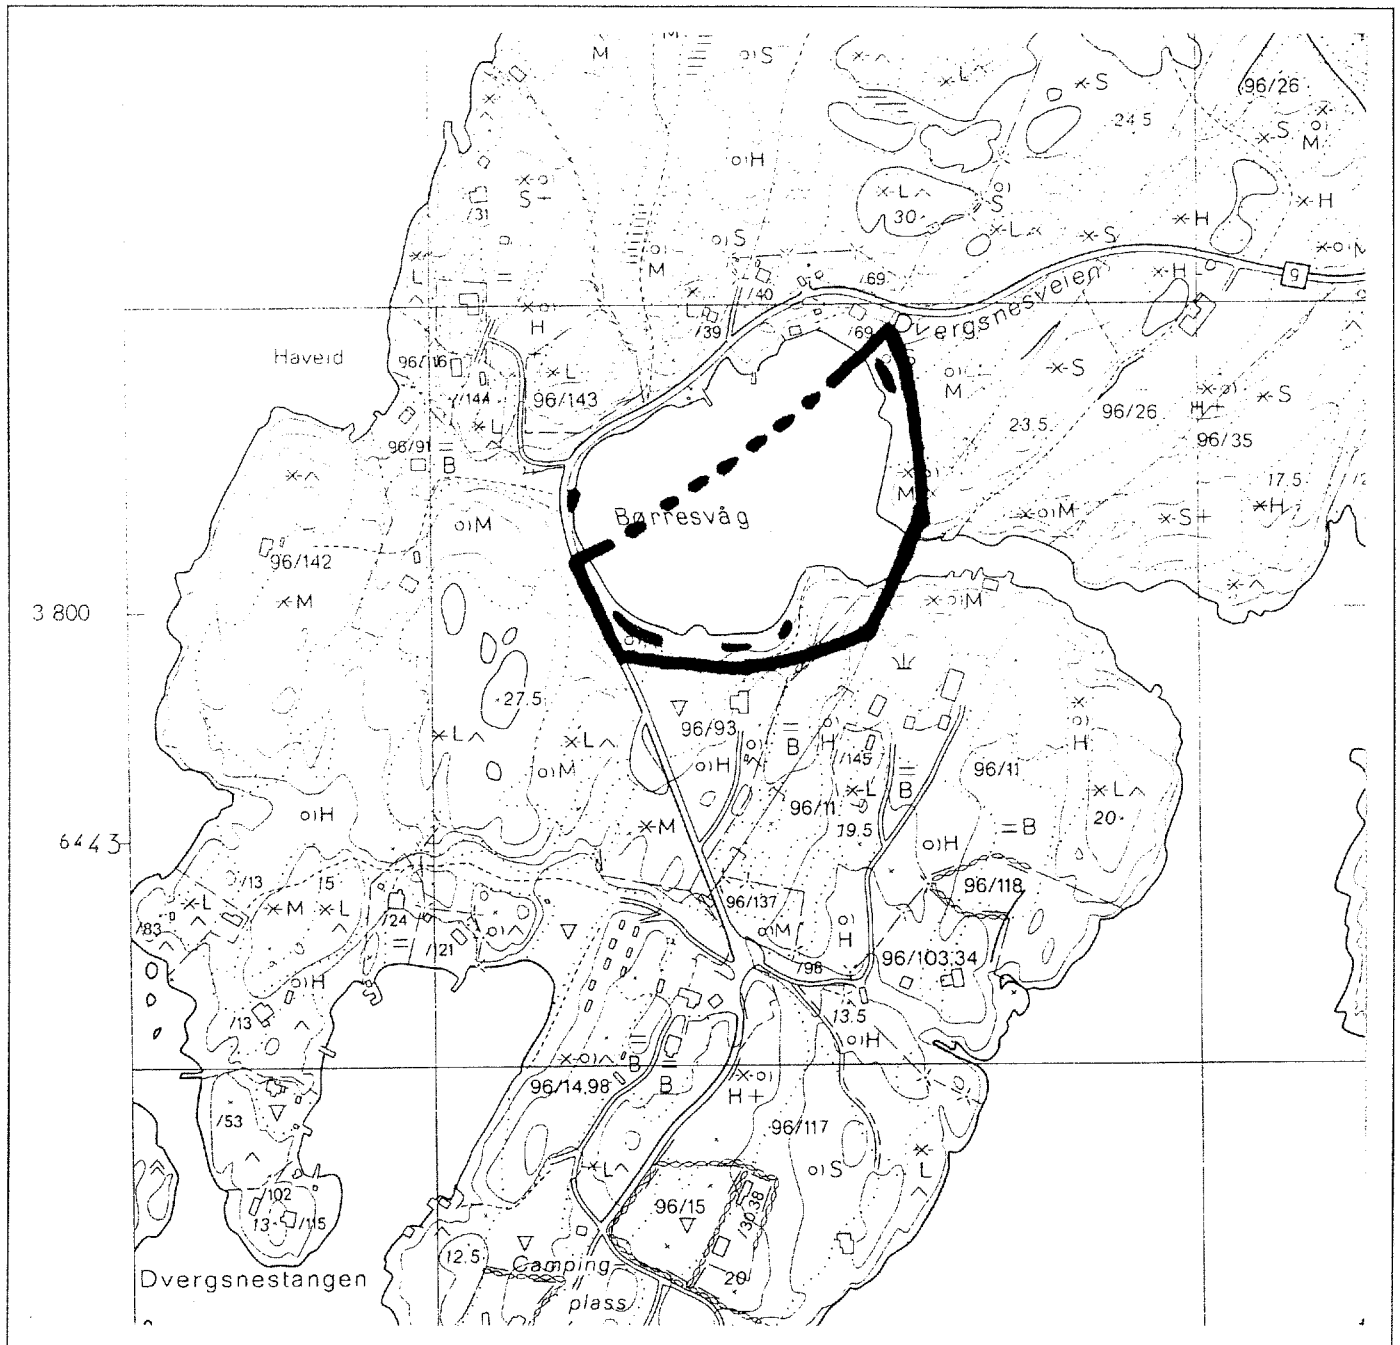 M
M
o)S
L
S
96/26
24.5
S
M
o)H
S+
/31
L
30
S
L
H
H
S
o)S
M
o)M
L
/69
/40
H
5
Dvergsnesveien
L
/39
/69
H
Haveid
96/16
L
96/143
/144
S
M
S
96/26
H+
S
96/35
23.5
L
96/91
B
17.5
M
o)M
Børresvåg
o)M
S+
H
96/142
M
3 800
o)M
27.5
96/93
B
H
H
L
L
o)M
o)H
/145
B
96/11
L
96/11
L
20
o)H
M
19.5
B
6443
o)H
/13
15
L
M
L
/24
96/137
96/118
/83
/21
o)M
H
/98
96/103,34
o)H
/13
13.5
o)H
B
B
96/14,98
H+
/53
96/117
L
L
o)S
/102
13
/115
96/15
/30,38
12.5
20
Dvergsnestangen
Camping-
plass